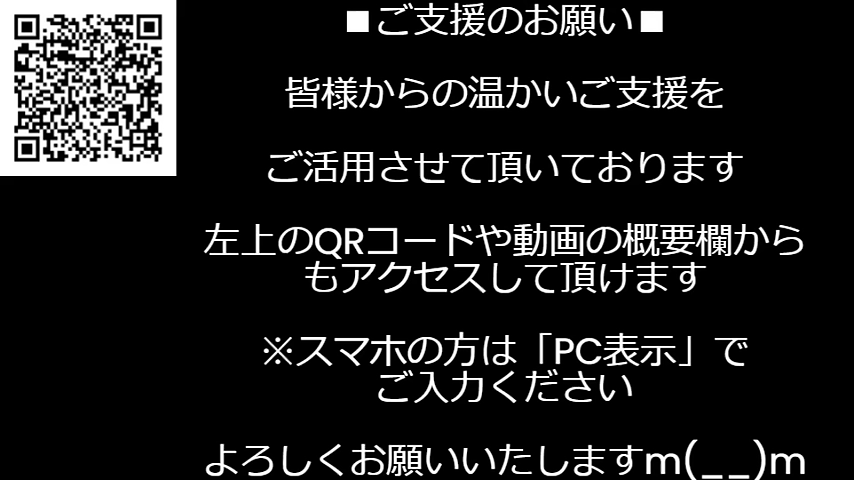 ■ご支援のお願い■
皆様からの温かいご支援を
ご活用させて頂いております
左上のQRコードや動画の概要欄から
もアクセスして頂けます
※スマホの方は「PC表示」で
ご入力ください
よろしくお願いいたしますm(__)m